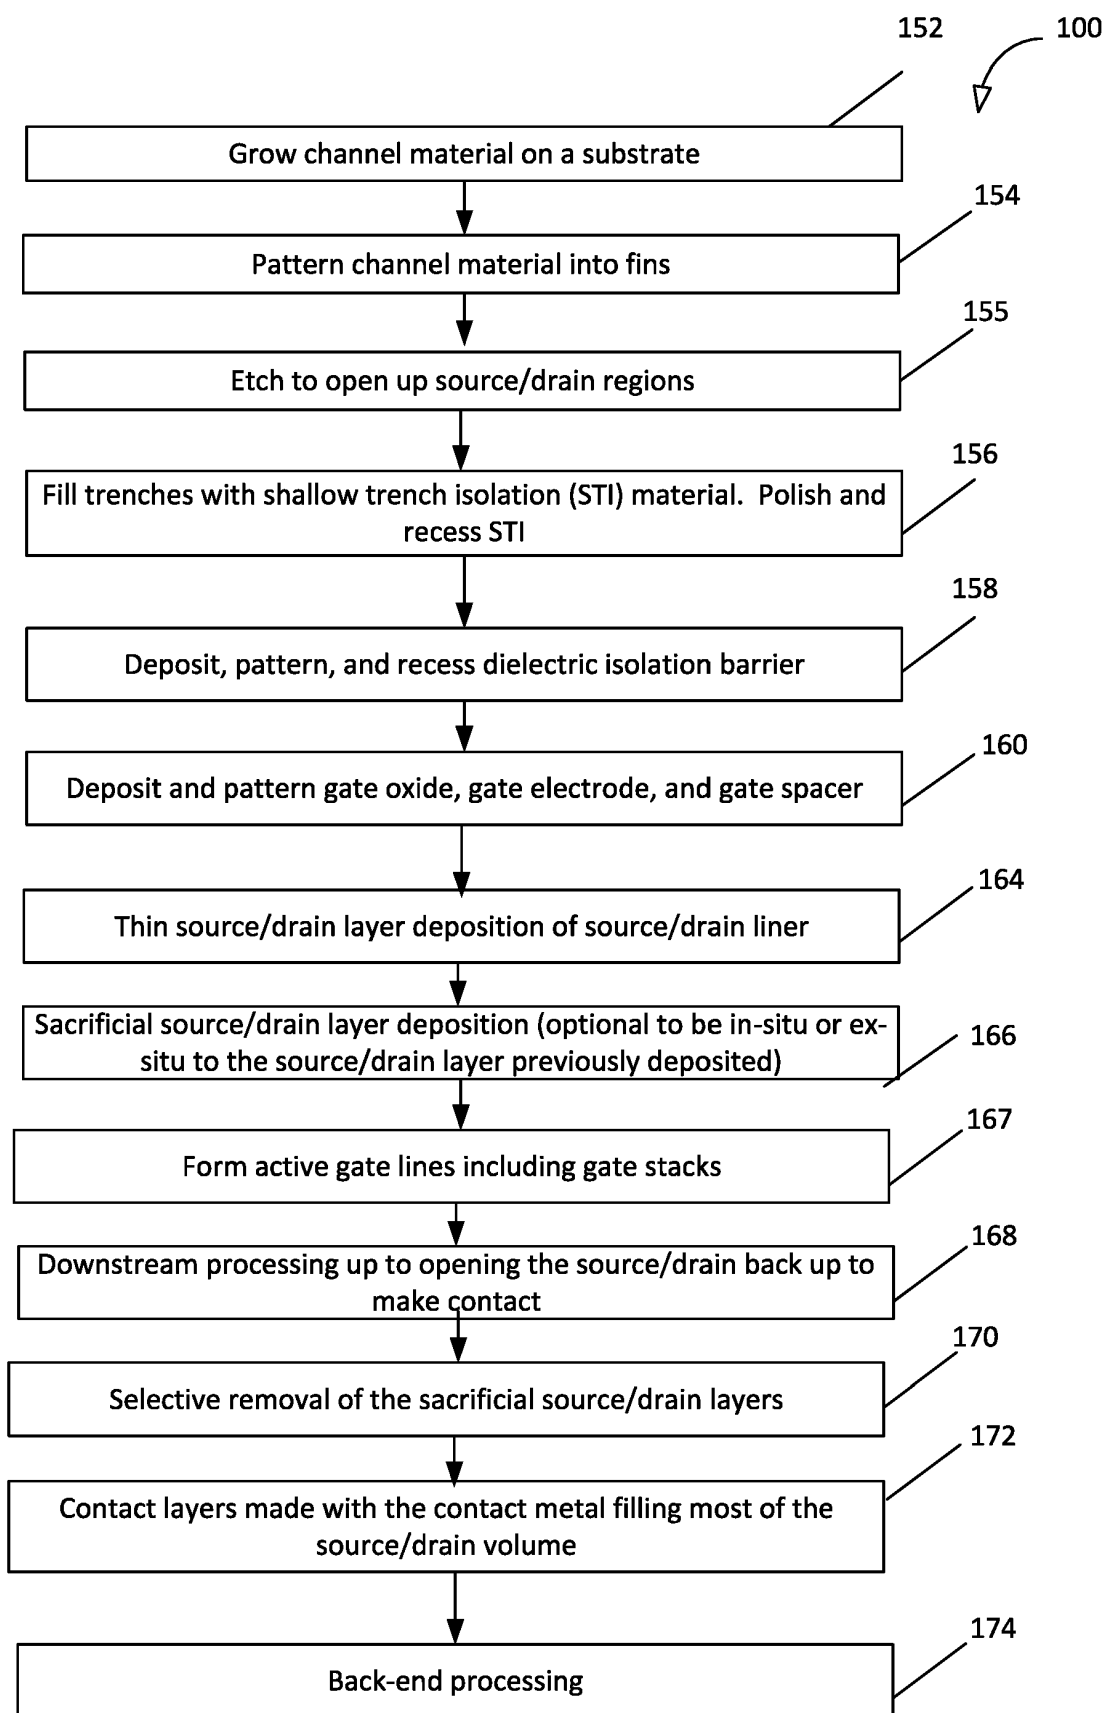 152
100
Grow channel material on a substrate
154
Pattern channel material into fins
155
Etch to open up source/drain regions
156
Fill trenches with shallow trench isolation (STI) material.  Polish and
recess STI
158
Deposit, pattern, and recess dielectric isolation barrier
160
Deposit and pattern gate oxide, gate electrode, and gate spacer
164
Thin source/drain layer deposition of source/drain liner
Sacrificial source/drain layer deposition (optional to be in-situ or ex-
situ to the source/drain layer previously deposited)
166
167
Form active gate lines including gate stacks
168
Downstream processing up to opening the source/drain back up to
make contact
170
Selective removal of the sacrificial source/drain layers
172
Contact layers made with the contact metal filling most of the
source/drain volume
174
Back-end processing